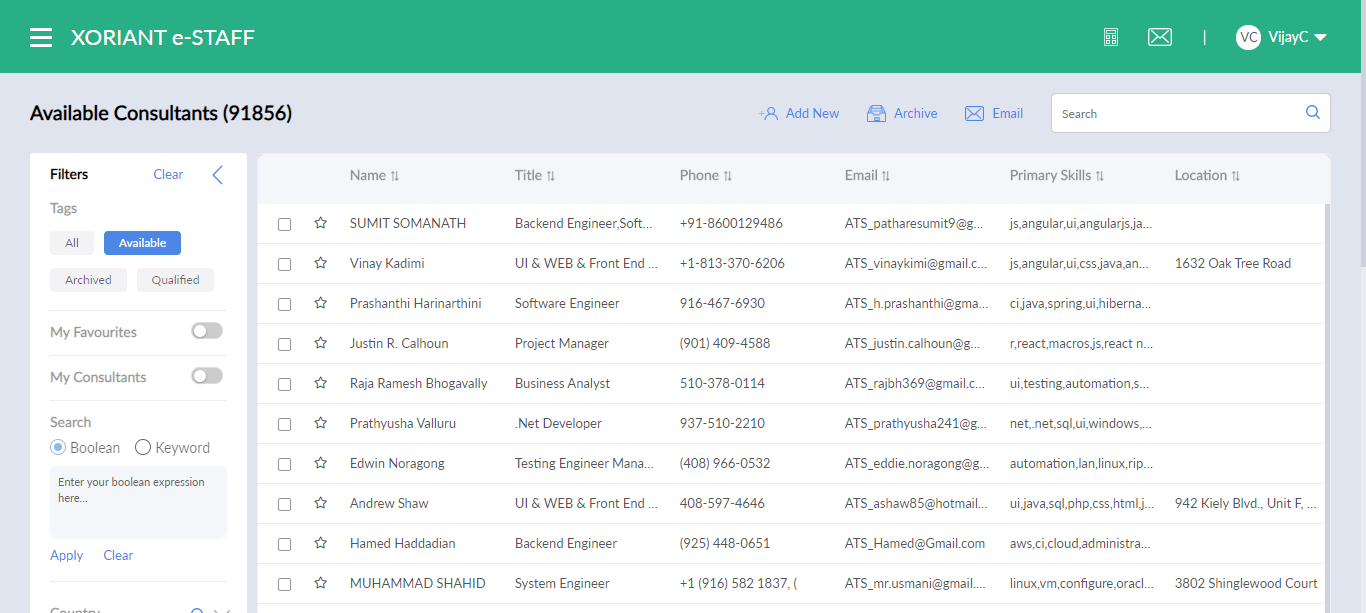 XORIANT e-STAFF
| VC VijayC
Available Consultants (91856)
Add New Archive Email Search
Filters Clear
Tags
All Available
Archived Qualified
My Favourites
My Consultants
Search
Boolean Keyword
Enter your boolean expression
here...
Apply Clear
Country
Name Title Phone Email Primary Skills Location
SUMIT SOMANATH Backend Engineer,Soft... +91-8600129486 ATS_patharesumit9@g... js,angular,ui,angularjs,ja...
Vinay Kadimi UI & WEB & Front End ... +1-813-370-6206 ATS_vinaykimi@gmail.c... js,angular,ui,css,java,an... 1632 Oak Tree Road
Prashanthi Harinarthini Software Engineer 916-467-6930 ATS_h.prashanthi@gma... ci,java,spring,ui,hiberna...
Justin R. Calhoun Project Manager (901) 409-4588 ATS_justin.calhoun@g... r,react,macros,js,react n...
Raja Ramesh Bhogavally Business Analyst 510-378-0114 ATS_rajbh369@gmail.c... ui,testing,automation,s...
Prathyusha Valluru .Net Developer 937-510-2210 ATS_prathyusha241@g... net,.net,sql,ui,windows,...
Edwin Noragong Testing Engineer Mana... (408) 966-0532 ATS_eddie.noragong@g... automation,lan,linux,rip...
Andrew Shaw UI & WEB & Front End ... 408-597-4646 ATS_ashaw85@hotmail... ui,java,sql,php,css,html,j... 942 Kiely Blvd., Unit F, ...
Hamed Haddadian Backend Engineer (925) 448-0651 ATS_Hamed@Gmail.com aws,ci,cloud,administra...
MUHAMMAD SHAHID System Engineer +1 (916) 582 1837, ( ATS_mr.usmani@gmail.... linux,vm,configure,oracl... 3802 Shinglewood Court